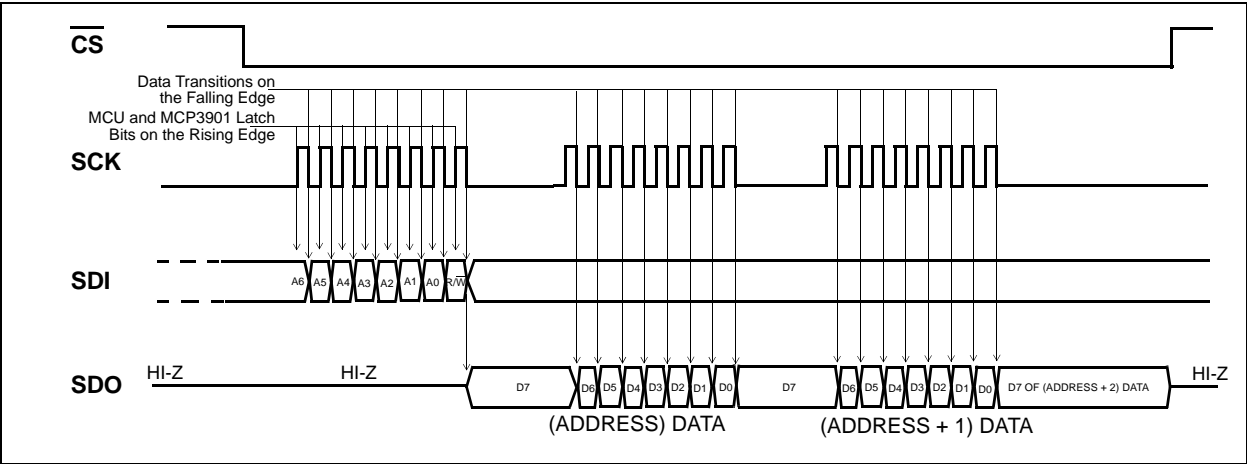 CS
Data Transitions on
the Falling Edge
MCU and MCP3901 Latch
Bits on the Rising Edge
SCK
SDI
A6 A5 A4 A3 A2 A1 A0 R/W
SDO
HI-Z HI-Z D7 D6 D5 D4 D3 D2 D1 D0 D7 D6 D5 D4 D3 D2 D1 D0 D7 OF (ADDRESS + 2) DATA HI-Z
(ADDRESS) DATA (ADDRESS + 1) DATA